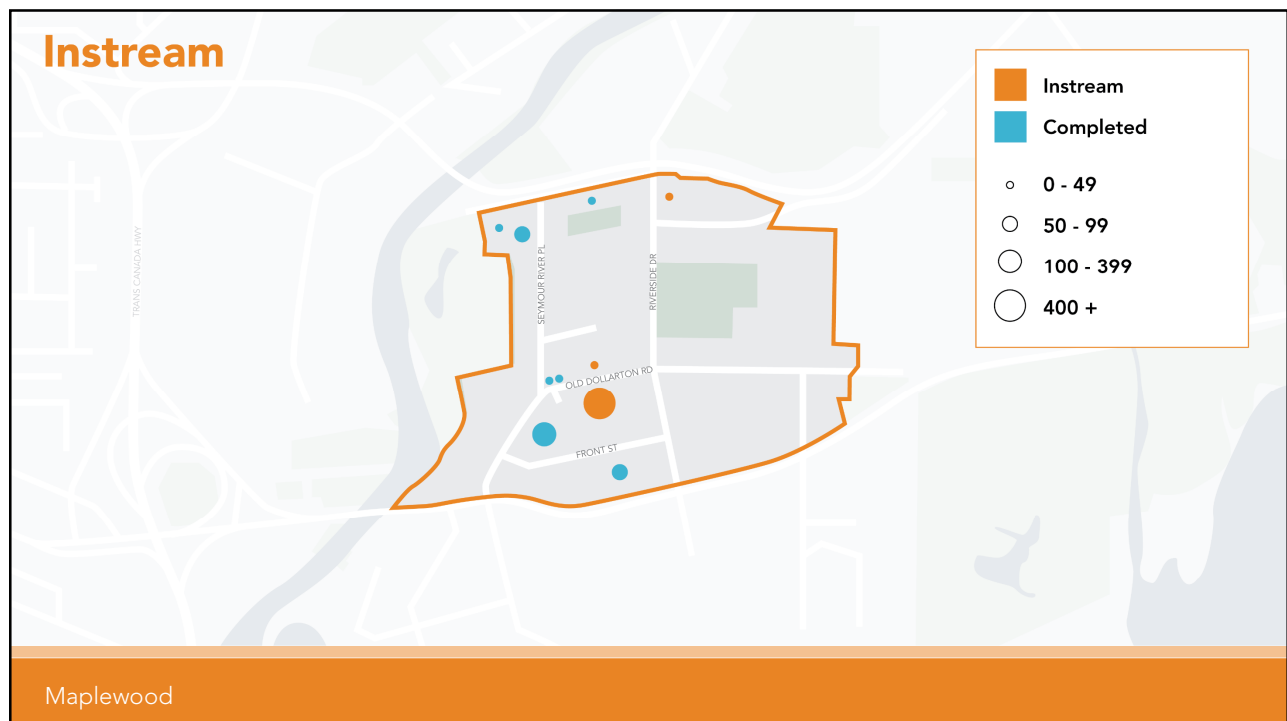 Instream
Instream
Completed
0 - 49
50 - 99
100 - 399
400 +
TRANS CANADA HWY
SEYMOUR RIVER PL
RIVERSIDE DR
OLD DOLLARTON RD
FRONT ST
Maplewood